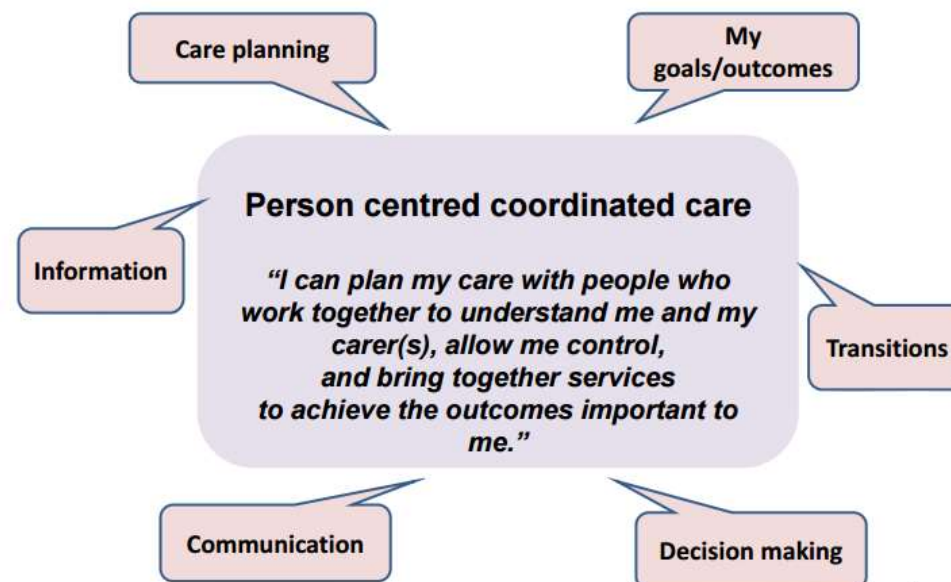 Care planning
My
goals/outcomes
Information
Person centred coordinated care
“I can plan my care with people who
work together to understand me and my
carer(s), allow me control,
and bring together services
to achieve the outcomes important to
me.”
Transitions
Communication
Decision making